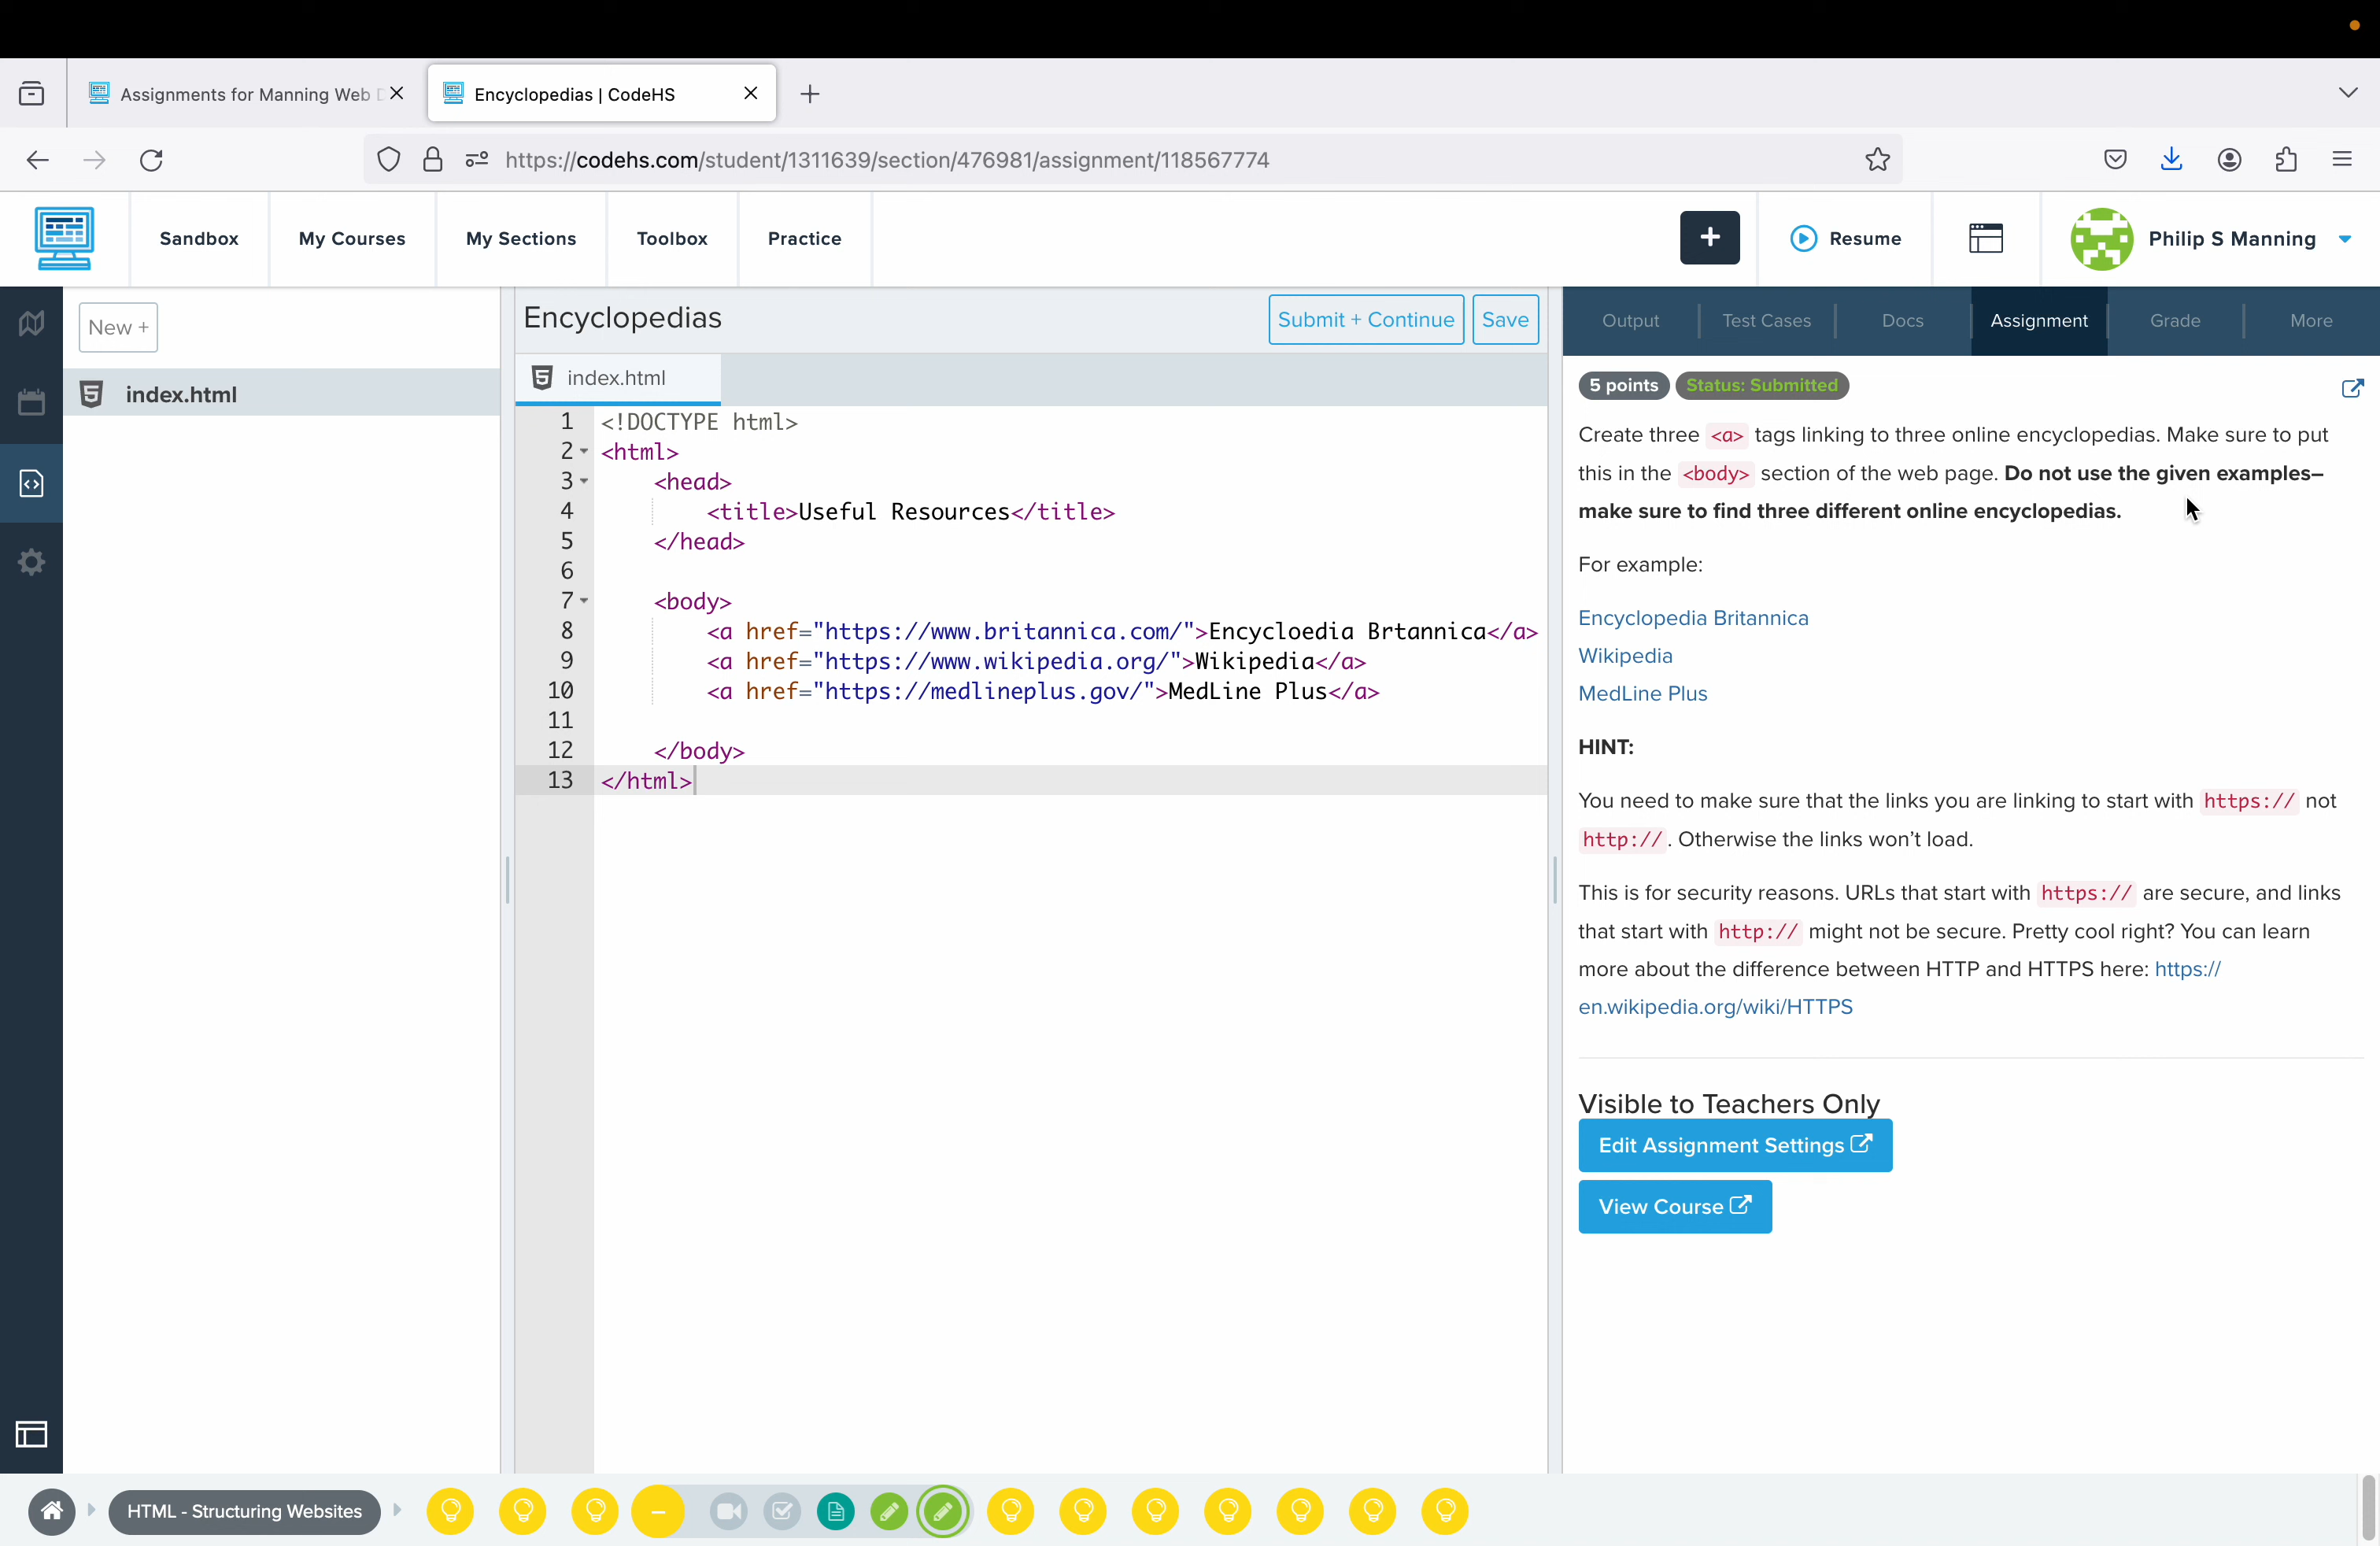 Assignments for Manning Web D
Encyclopedias | CodeHS
https://codehs.com/student/1311639/section/476981/assignment/118567774
Sandbox
My Courses
My Sections
Toolbox
Practice
+
Resume
Philip S Manning
New +
index.html
Encyclopedias
Submit + Continue
Save
index.html
1 <!DOCTYPE html>
2 <html>
3 <head>
4 <title>Useful Resources</title>
5 </head>
6
7 <body>
8 <a href="https://www.britannica.com/">Encycloedia Brtannica</a>
9 <a href="https://www.wikipedia.org/">Wikipedia</a>
10 <a href="https://medlineplus.gov/">MedLine Plus</a>
11
12 </body>
13 </html>
Output
Test Cases
Docs
Assignment
Grade
More
5 points
Status: Submitted
Create three <a> tags linking to three online encyclopedias. Make sure to put
this in the <body> section of the web page. Do not use the given examples–
make sure to find three different online encyclopedias.
For example:
Encyclopedia Britannica
Wikipedia
MedLine Plus
HINT:
You need to make sure that the links you are linking to start with https:// not
http://. Otherwise the links won’t load.
This is for security reasons. URLs that start with https:// are secure, and links
that start with http:// might not be secure. Pretty cool right? You can learn
more about the difference between HTTP and HTTPS here: https://
en.wikipedia.org/wiki/HTTPS
Visible to Teachers Only
Edit Assignment Settings
View Course
HTML - Structuring Websites